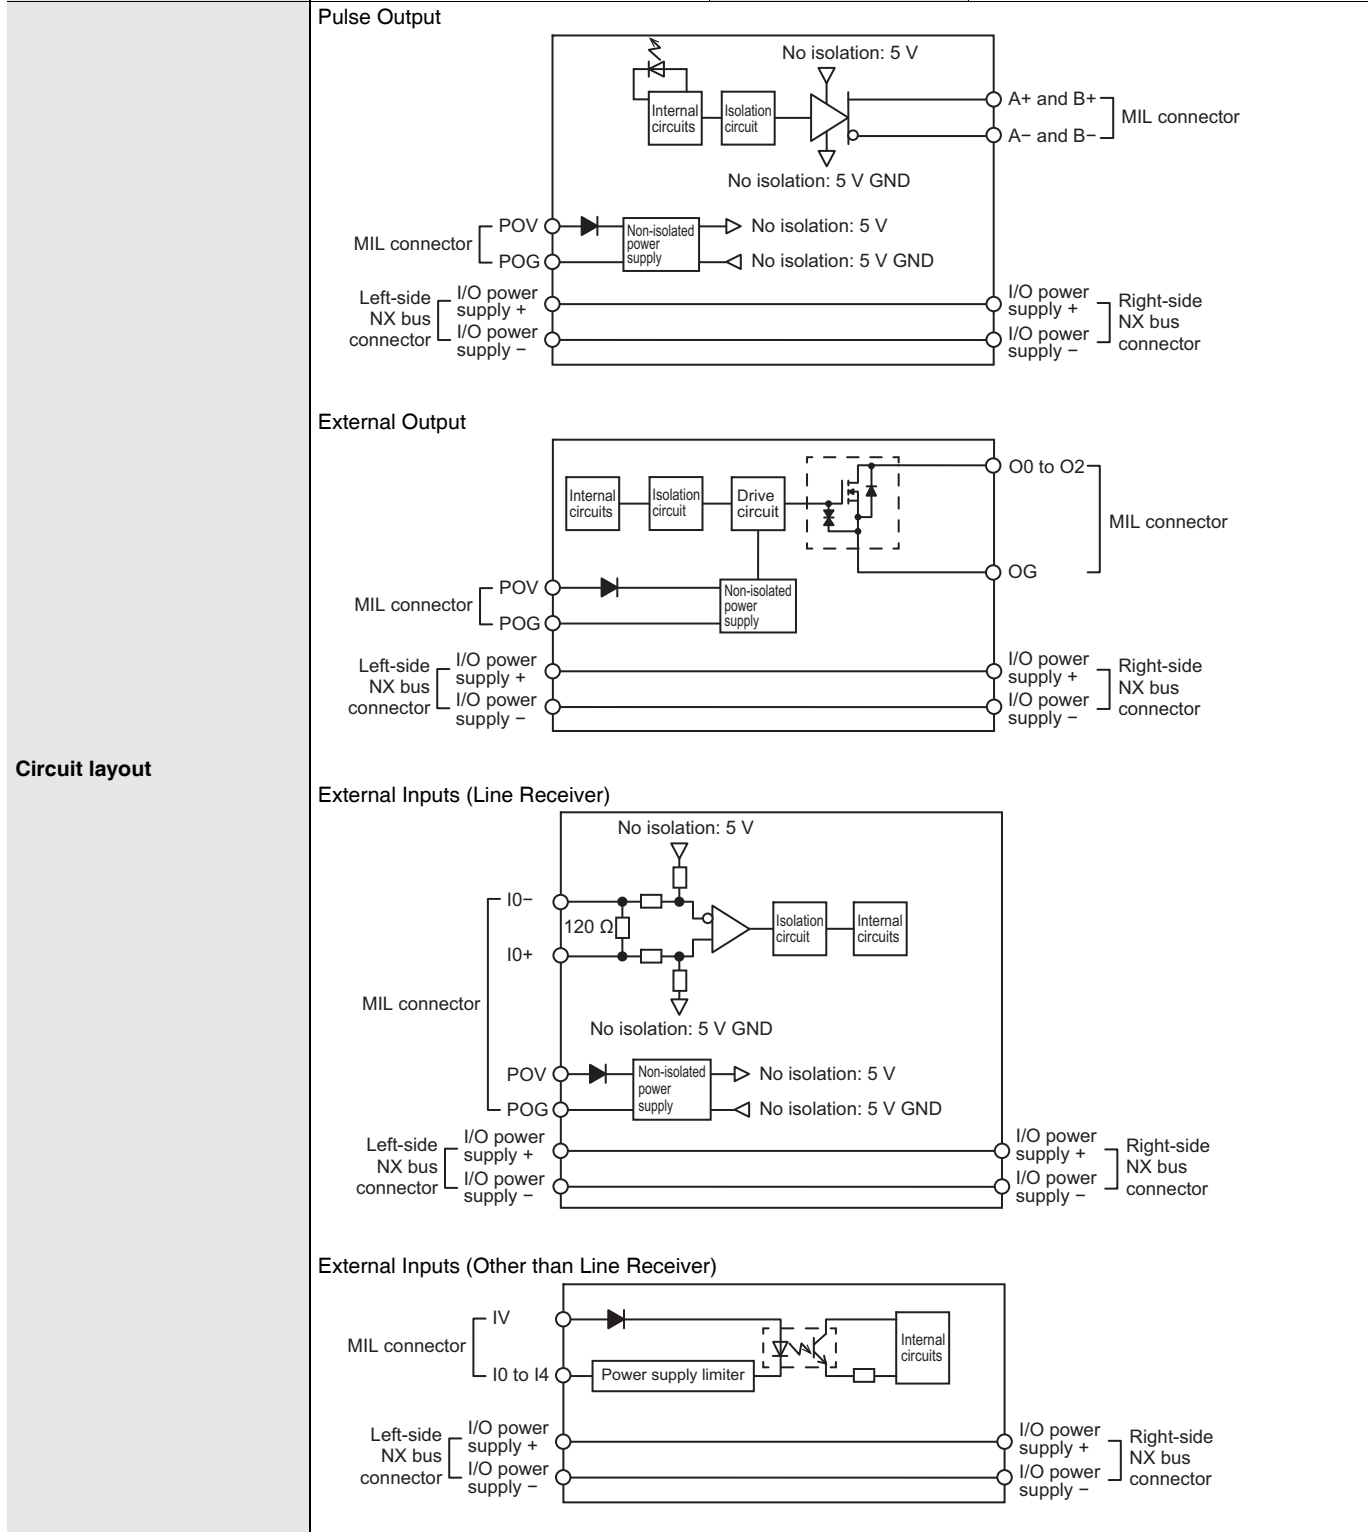 Circuit layout
Pulse Output
No isolation: 5 V
Internal
circuits
Isolation
circuit
A+ and B+
A− and B−
MIL connector
No isolation: 5 V GND
MIL connector
POV
POG
Non-isolated
power
supply
No isolation: 5 V
No isolation: 5 V GND
Left-side
NX bus
connector
I/O power
supply +
I/O power
supply −
I/O power
supply +
I/O power
supply −
Right-side
NX bus
connector
External Output
Internal
circuits
Isolation
circuit
Drive
circuit
O0 to O2
MIL connector
OG
MIL connector
POV
POG
Non-isolated
power
supply
Left-side
NX bus
connector
I/O power
supply +
I/O power
supply −
I/O power
supply +
I/O power
supply −
Right-side
NX bus
connector
External Inputs (Line Receiver)
No isolation: 5 V
I0−
120 Ω
I0+
Isolation
circuit
Internal
circuits
MIL connector
No isolation: 5 V GND
POV
POG
Non-isolated
power
supply
No isolation: 5 V
No isolation: 5 V GND
Left-side
NX bus
connector
I/O power
supply +
I/O power
supply −
I/O power
supply +
I/O power
supply −
Right-side
NX bus
connector
External Inputs (Other than Line Receiver)
IV
MIL connector
I0 to I4
Power supply limiter
Internal
circuits
Left-side
NX bus
connector
I/O power
supply +
I/O power
supply −
I/O power
supply +
I/O power
supply −
Right-side
NX bus
connector